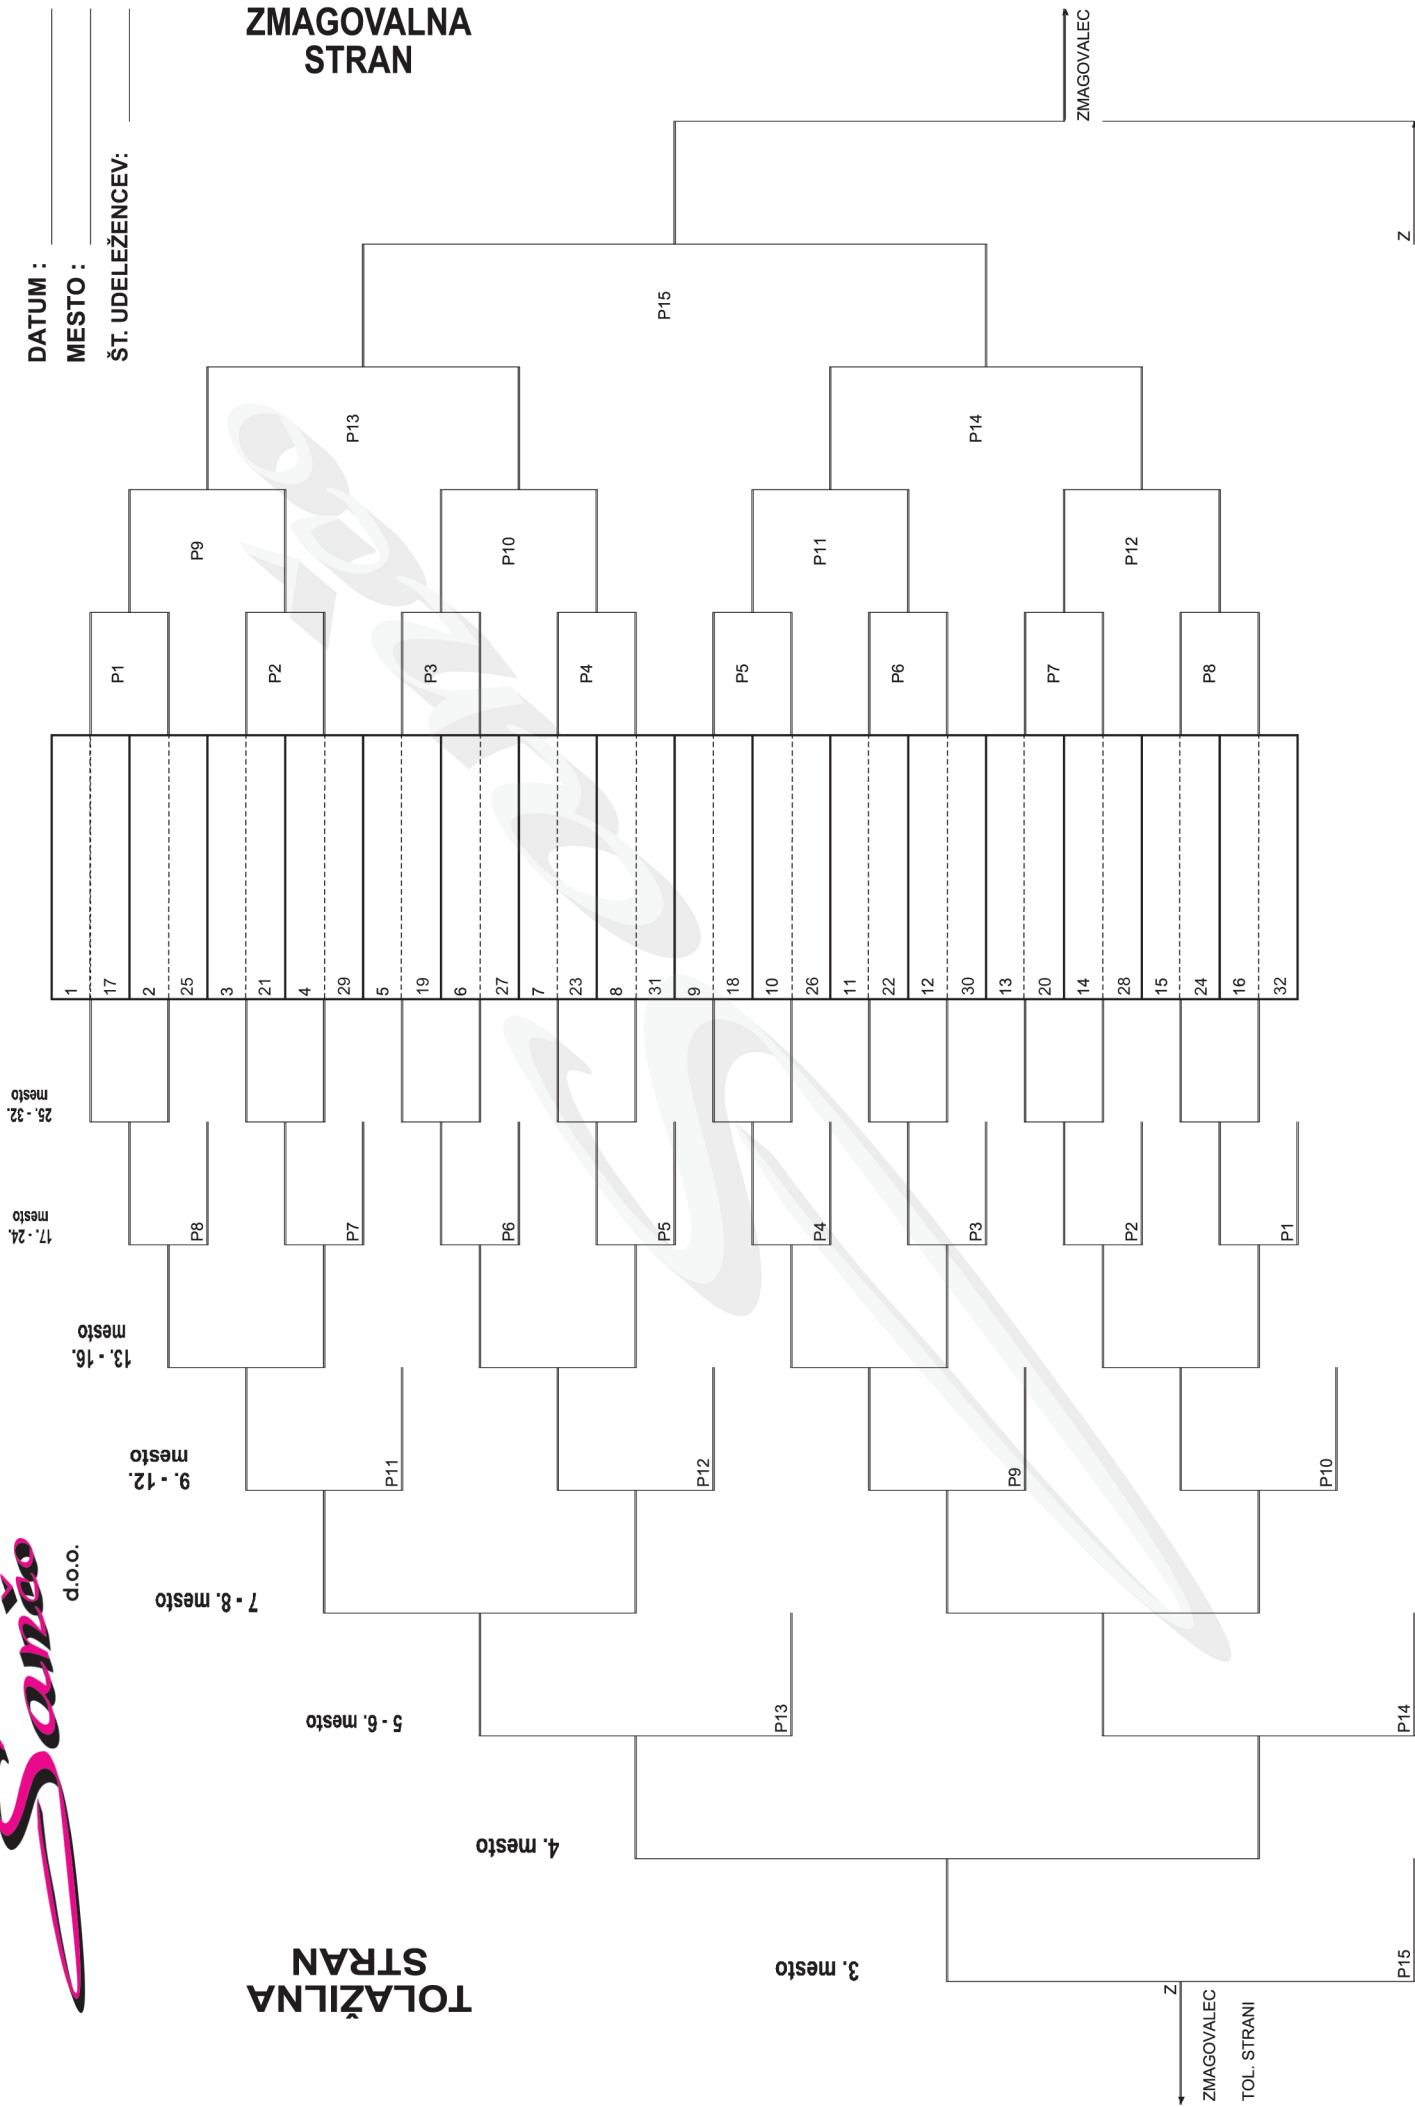 ZMAGOVALNA
STRAN
DATUM :
MESTO :
ŠT. UDELEŽENCEV:
ZMAGOVALEC
Z
P15
P13
P14
P9
P10
P11
P12
P1
P2
P3
P4
P5
P6
P7
P8
1
17
2
25
3
21
4
29
5
19
6
27
7
23
8
31
9
18
10
26
11
22
12
30
13
20
14
28
15
24
16
32
25. - 32.
mesto
17. - 24.
mesto
P8
P7
P6
P5
P4
P3
P2
P1
13. - 16.
mesto
9. - 12.
mesto
P11
P12
P9
P10
7 - 8. mesto
5 - 6. mesto
P13
P14
4. mesto
3. mesto
P15
Z
ZMAGOVALEC
TOL. STRANI
TOLAŽILNA
STRAN
Šančo
d.o.o.
Šančo